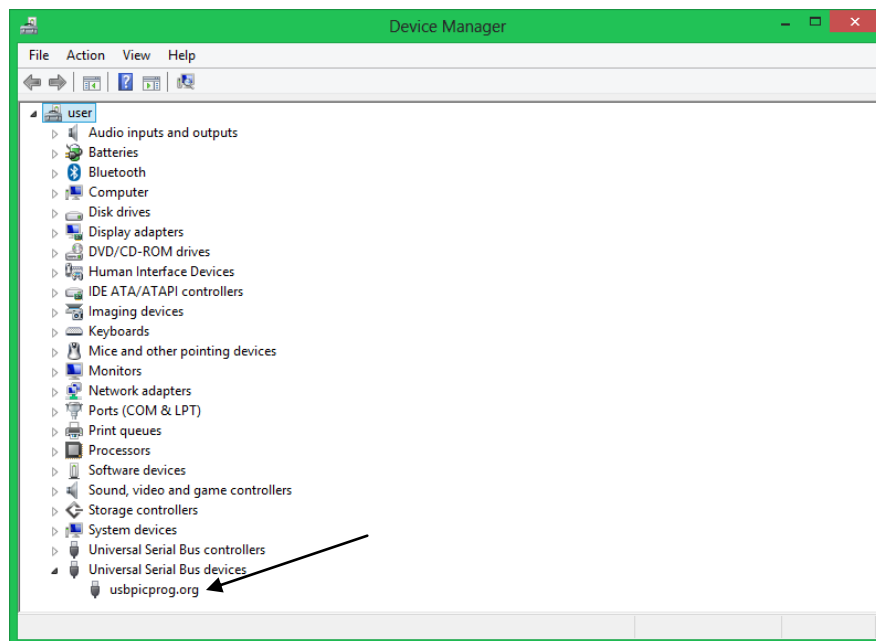 Device Manager
File Action View Help
user
Audio inputs and outputs
Batteries
Bluetooth
Computer
Disk drives
Display adapters
DVD/CD-ROM drives
Human Interface Devices
IDE ATA/ATAPI controllers
Imaging devices
Keyboards
Mice and other pointing devices
Monitors
Network adapters
Ports (COM & LPT)
Print queues
Processors
Software devices
Sound, video and game controllers
Storage controllers
System devices
Universal Serial Bus controllers
Universal Serial Bus devices
usbpicprog.org